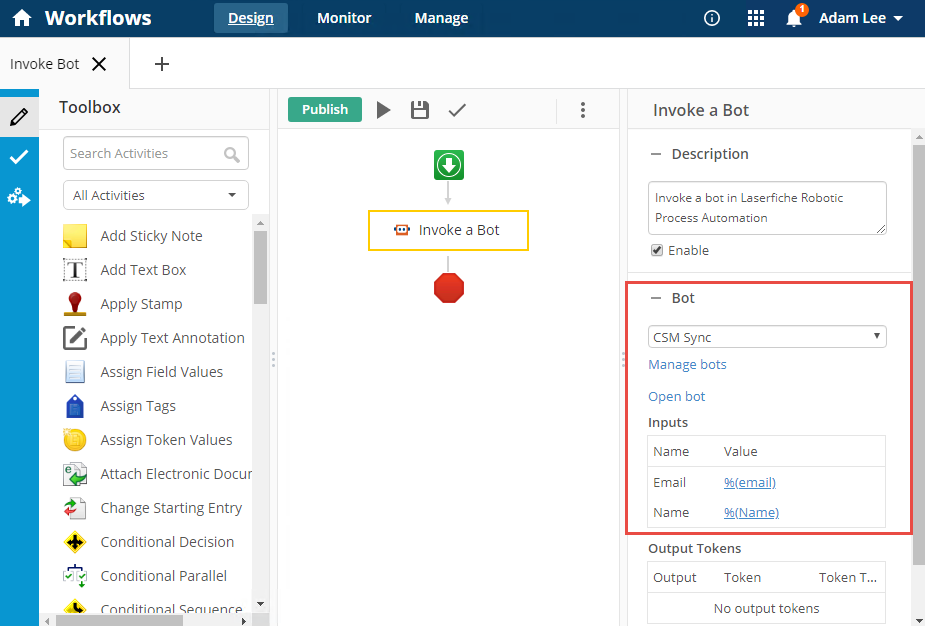 Workflows
Design
Monitor
Manage
1
Adam Lee
Invoke Bot
Toolbox
Search Activities
All Activities
Add Sticky Note
Add Text Box
Apply Stamp
Apply Text Annotation
Assign Field Values
Assign Tags
Assign Token Values
Attach Electronic Docu
Change Starting Entry
Conditional Decision
Conditional Parallel
Conditional Sequence
Publish
Invoke a Bot
Invoke a Bot
Description
Invoke a bot in Laserfiche Robotic
Process Automation
Enable
Bot
CSM Sync
Manage bots
Open bot
Inputs
Name Value
Email %(email)
Name %(Name)
Output Tokens
Output Token Token T...
No output tokens